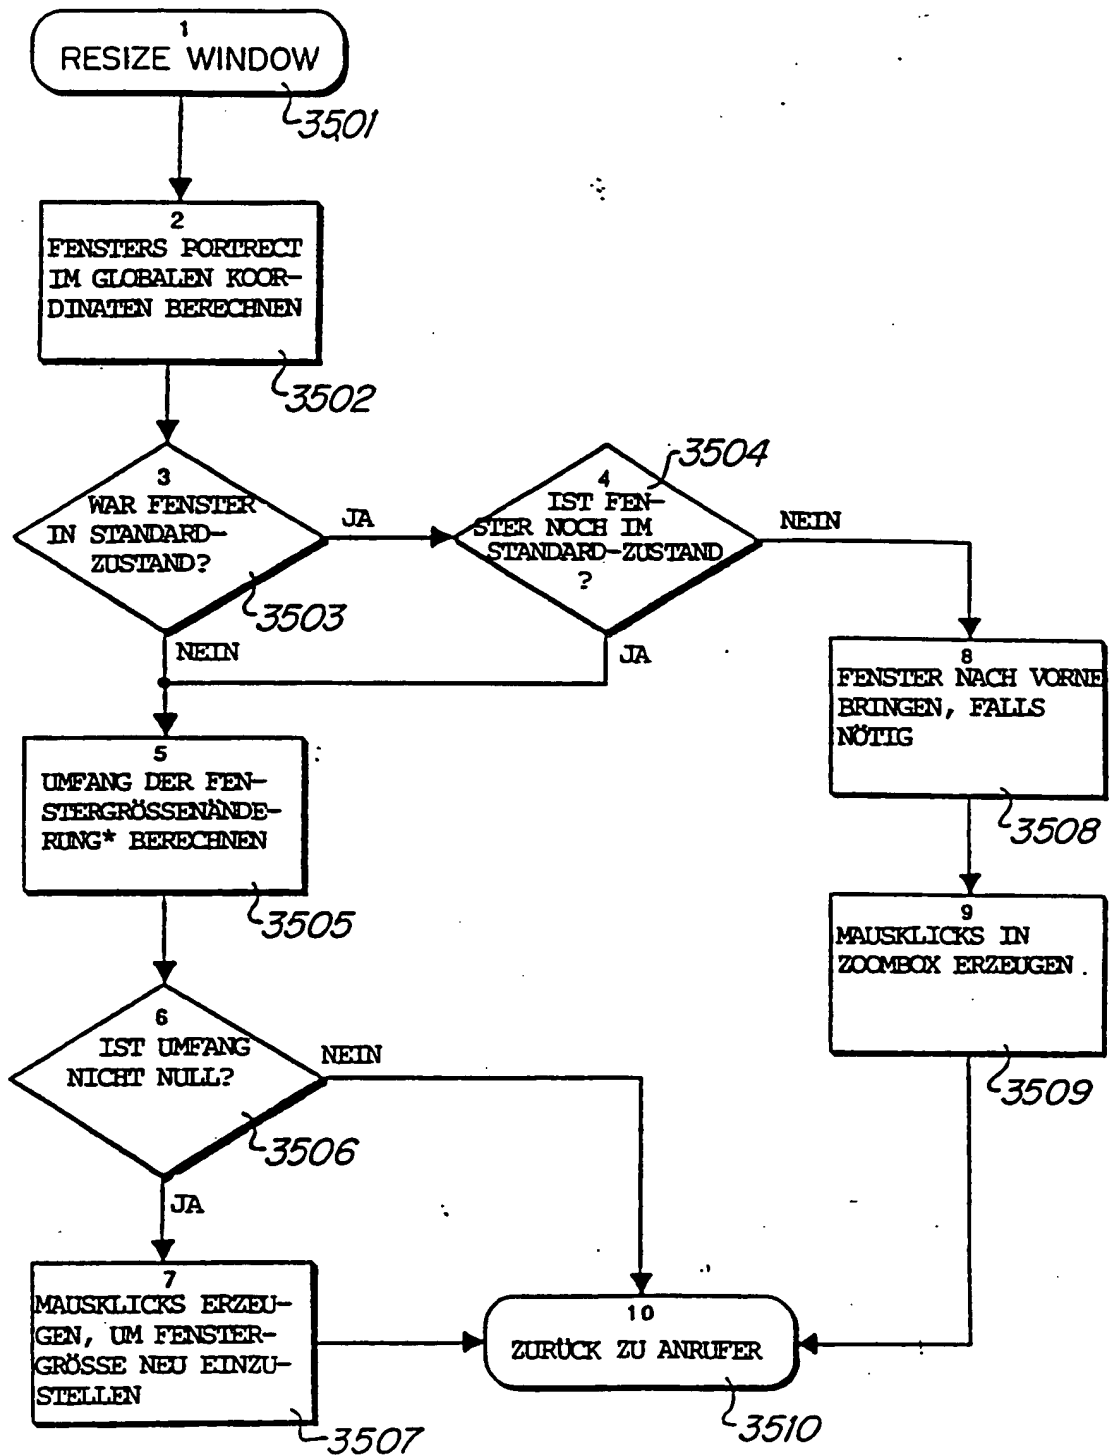 1
RESIZE WINDOW
3501
2
FENSTERS PORTRECT
IM GLOBALEN KOOR-
DINATEN BERECHNEN
3502
3
WAR FENSTER
IN STANDARD-
ZUSTAND?
3503
JA
NEIN
4
IST FEN-
STER NOCH IM
STANDARD-ZUSTAND
?
3504
NEIN
JA
5
UMFANG DER FEN-
STERGRÖSSENÄNDE-
RUNG* BERECHNEN
3505
6
IST UMFANG
NICHT NULL?
3506
NEIN
JA
7
MAUSKLICKS ERZEU-
GEN, UM FENSTER-
GRÖSSE NEU EINZU-
STELLEN
3507
8
FENSTER NACH VORNE
BRINGEN, FALLS
NÖTIG
3508
9
MAUSKLICKS IN
ZOOMBOX ERZEUGEN
3509
10
ZURÜCK ZU ANRUFER
3510